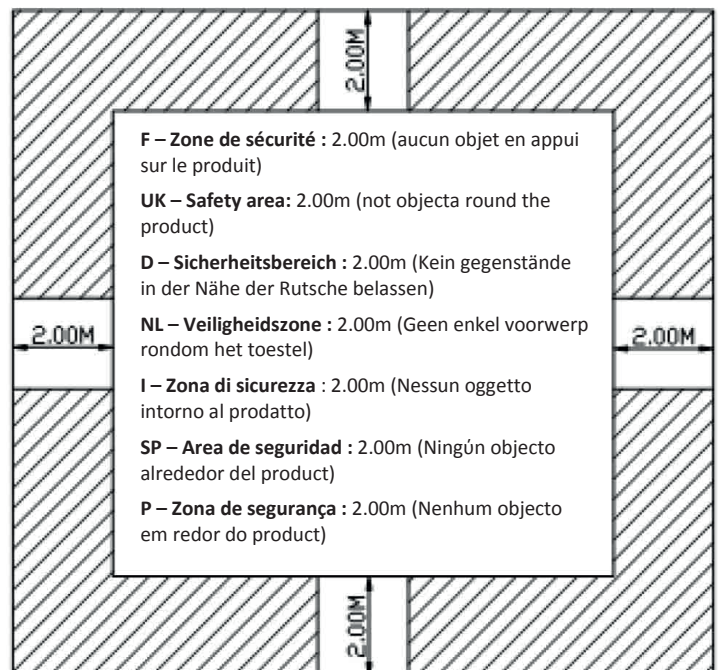 2.00M
F – Zone de sécurité : 2.00m (aucun objet en appui
sur le produit)
UK – Safety area: 2.00m (not objecta round the
product)
D – Sicherheitsbereich : 2.00m (Kein gegenstände
in der Nähe der Rutsche belassen)
NL – Veiligheidszone : 2.00m (Geen enkel voorwerp
rondom het toestel)
I – Zona di sicurezza : 2.00m (Nessun oggetto
intorno al prodatto)
SP – Area de seguridad : 2.00m (Ningún objecto
alrededor del product)
P – Zona de segurança : 2.00m (Nenhum objecto
em redor do product)
2.00M
2.00M
2.00M